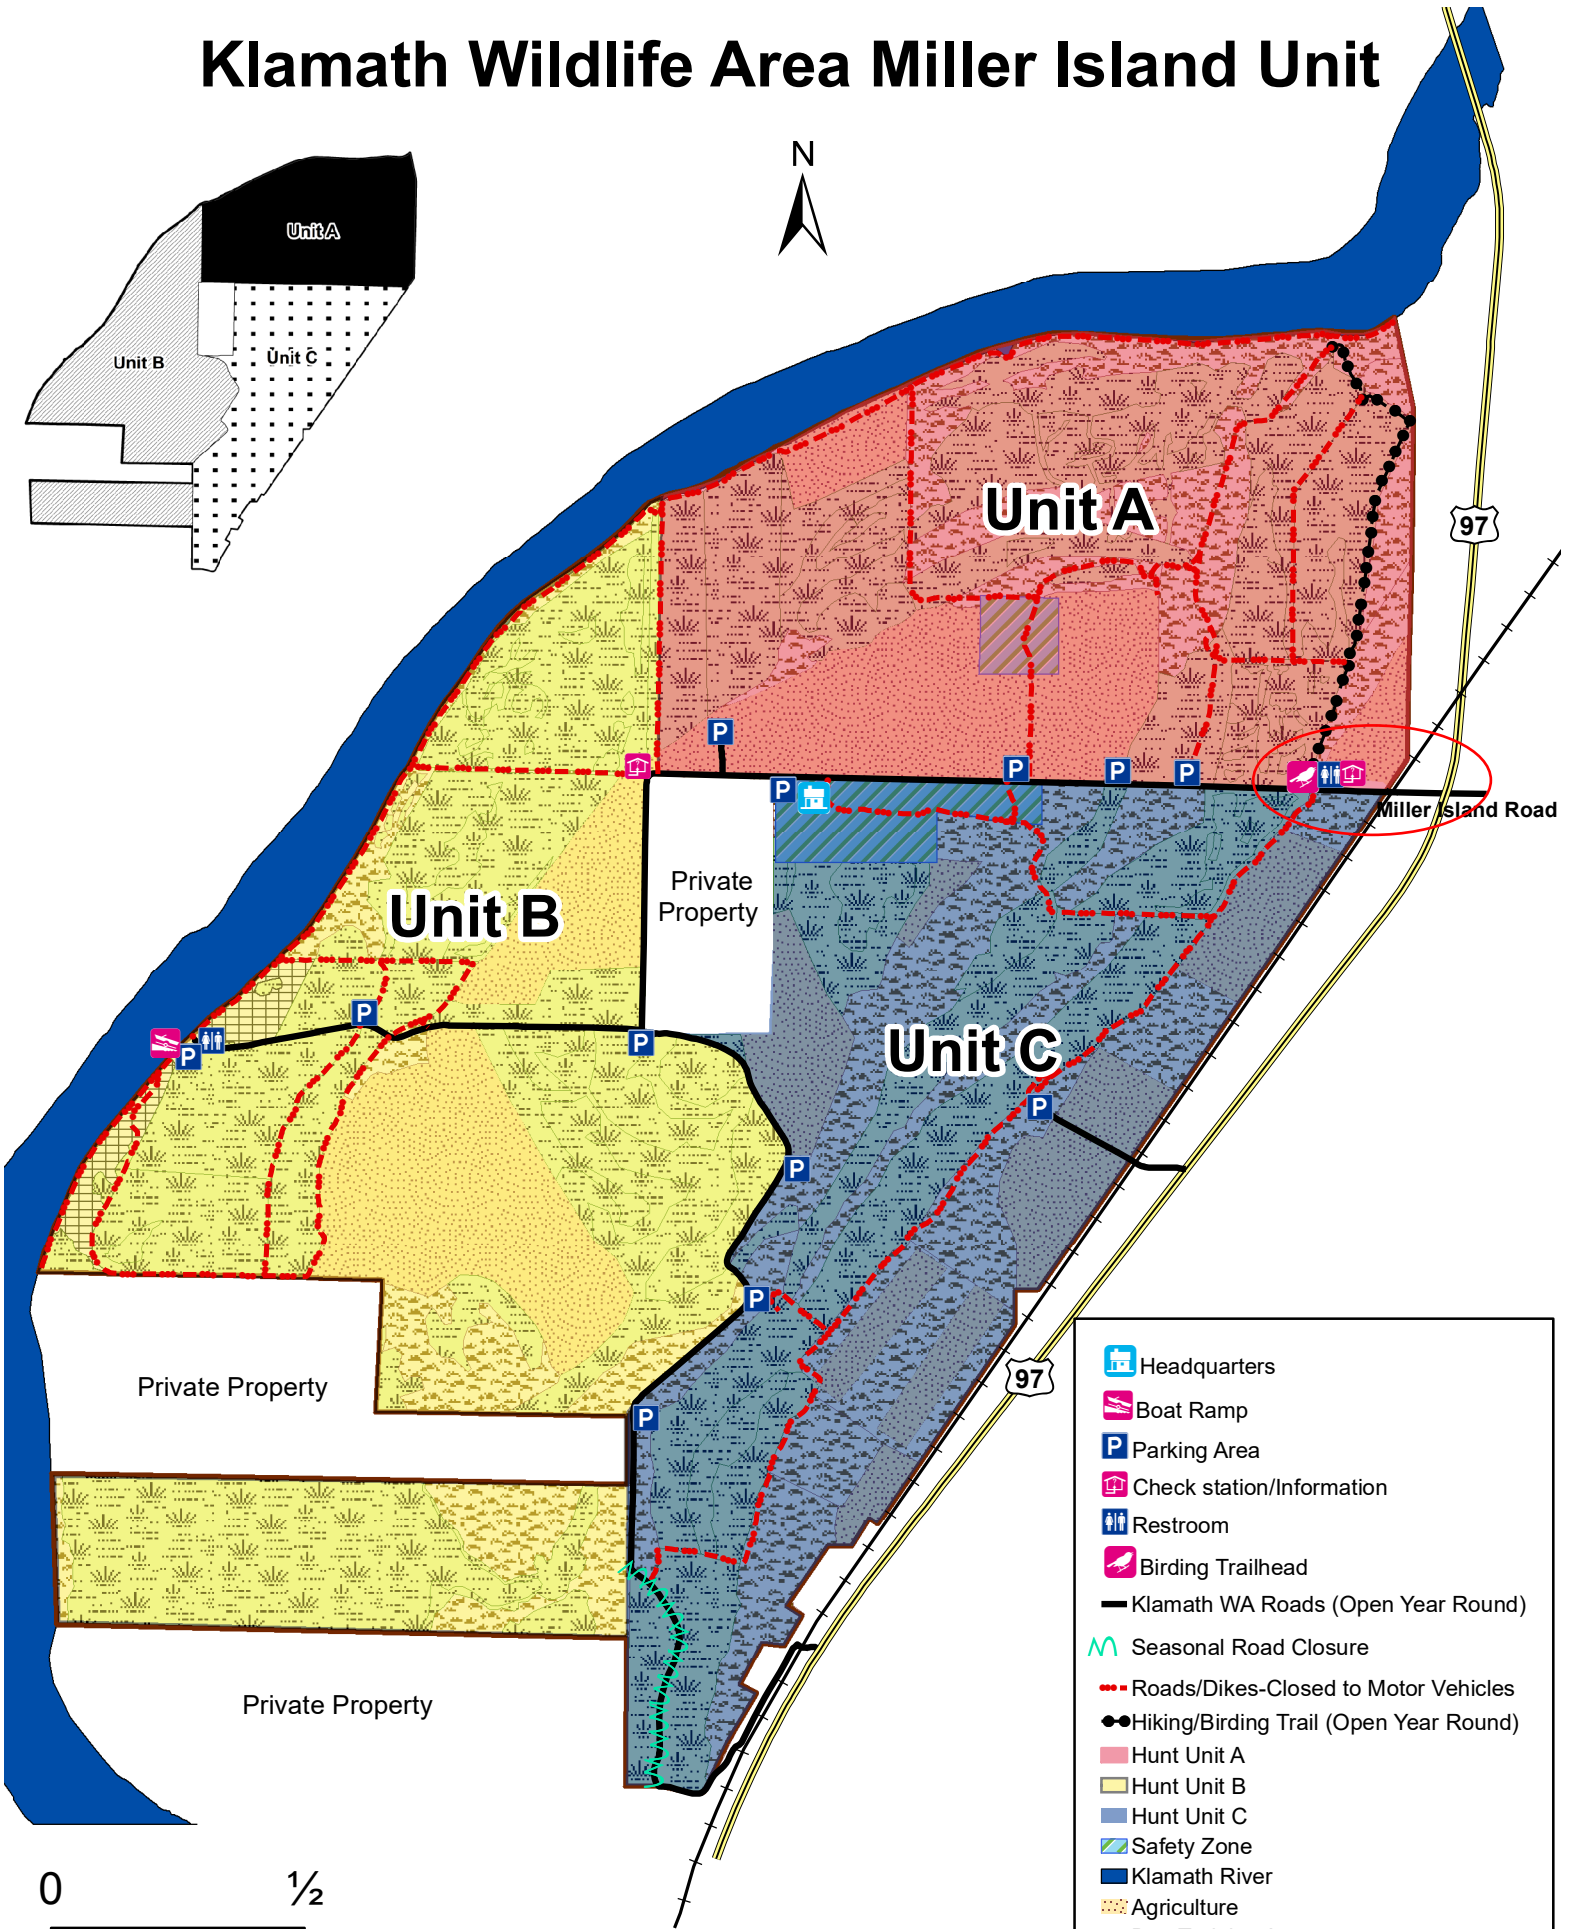 Klamath Wildlife Area Miller Island Unit
N
Unit A
Unit B
Unit C
Unit A
97
P
P
P
P
P
P
Miller Island Road
Private
Property
Unit B
Unit C
P
P
P
P
P
P
P
97
Private Property
Private Property
Headquarters
Boat Ramp
P Parking Area
Check station/Information
Restroom
Birding Trailhead
Klamath WA Roads (Open Year Round)
Seasonal Road Closure
Roads/Dikes-Closed to Motor Vehicles
Hiking/Birding Trail (Open Year Round)
Hunt Unit A
Hunt Unit B
Hunt Unit C
Safety Zone
Klamath River
Agriculture
0 ½